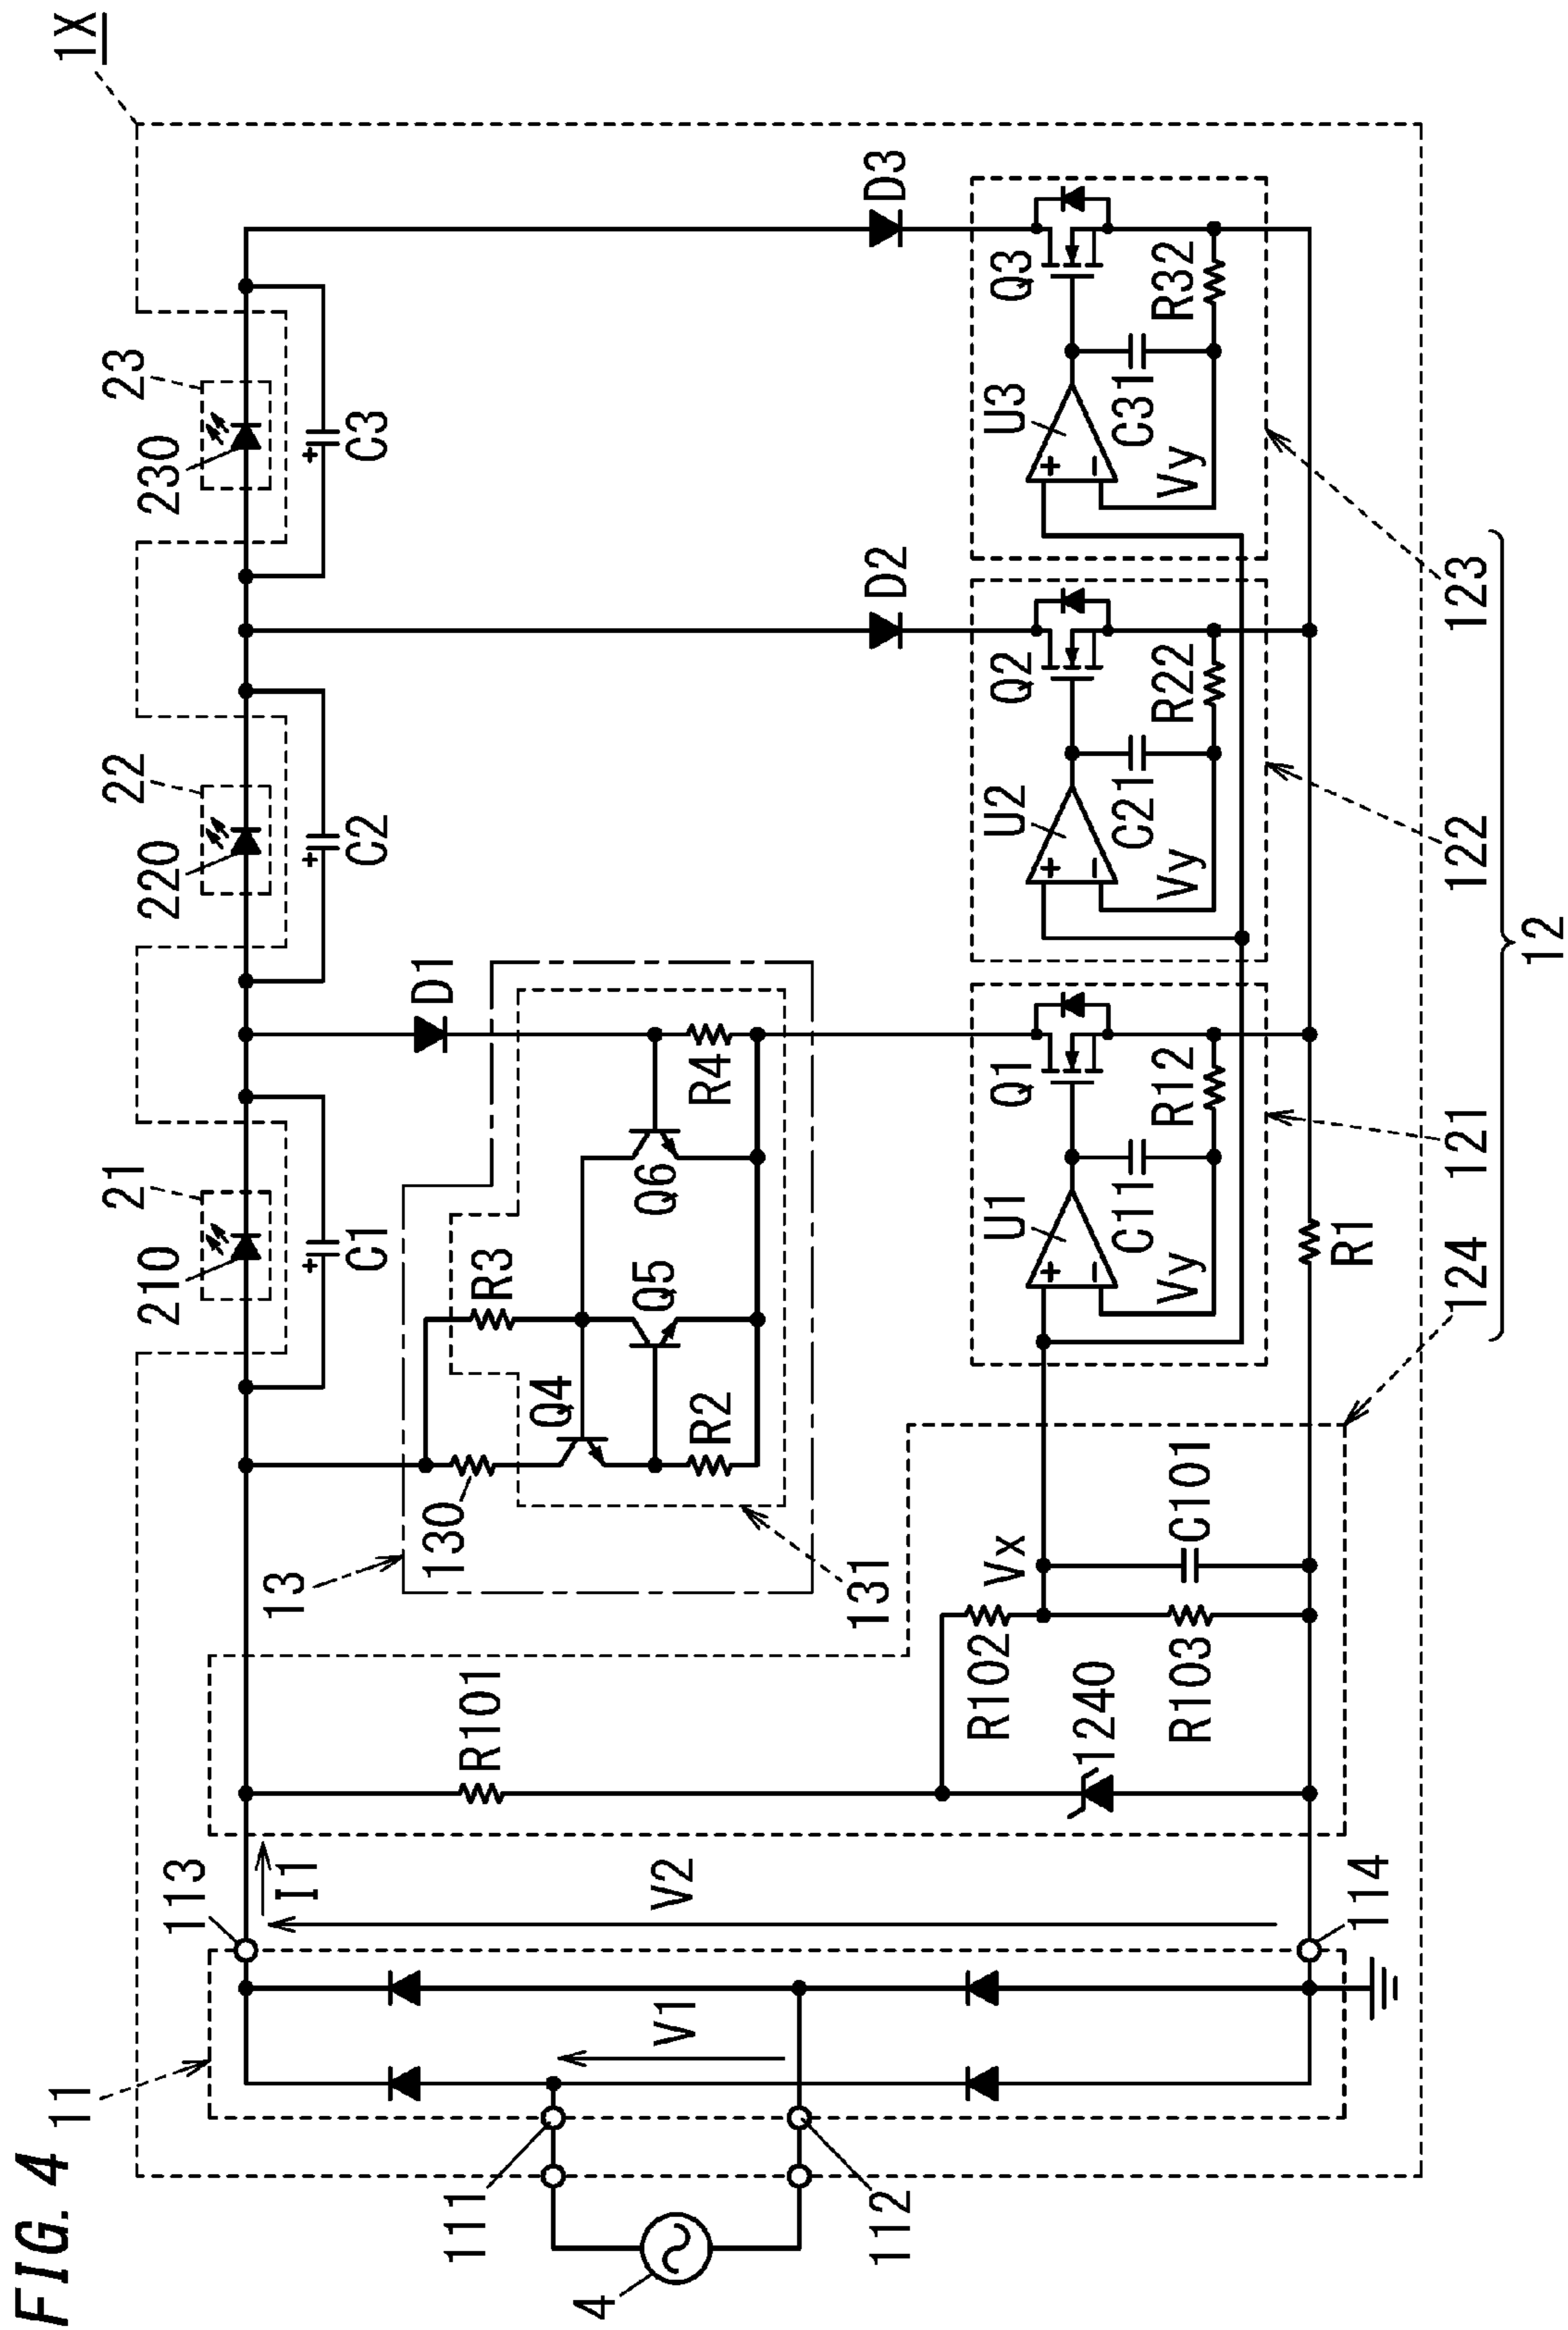 FIG. 4
1X
11
113
I1
V2
V1
111
112
4
114
R101
R102
1240
R103
Vx
C101
124
13
130
131
Q4
R2
R3
Q5
Q6
R4
D1
21
210
C1
22
220
C2
23
230
C3
D2
D3
U1
+
−
C11
Vy
Q1
R12
121
U2
+
−
C21
Vy
Q2
R22
122
U3
+
−
C31
Vy
Q3
R32
123
R1
12
+
+
+